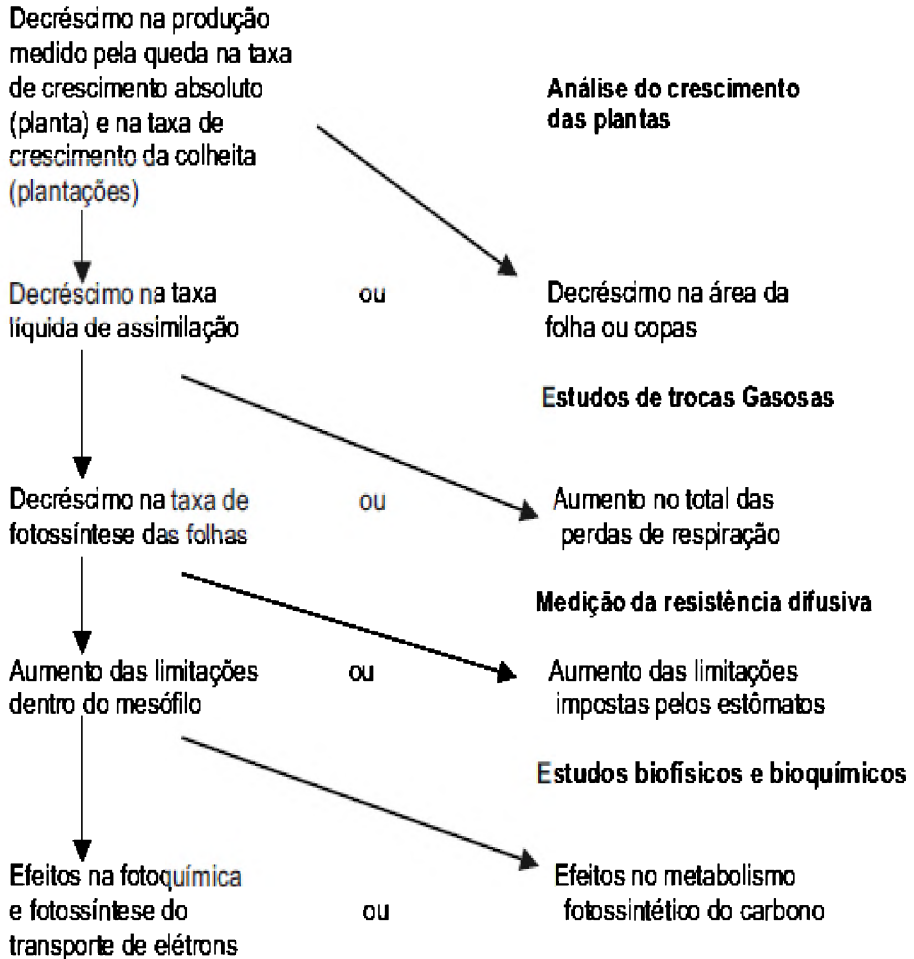 Decréscimo na produção
medido pela queda na taxa
de crescimento absoluto
(planta) e na taxa de
crescimento da colheita
(plantações)
Análise do crescimento
das plantas
Decréscimo na taxa
líquida de assimilação
ou
Decréscimo na área da
folha ou copas
Estudos de trocas Gasosas
Decréscimo na taxa de
fotossíntese das folhas
ou
Aumento no total das
perdas de respiração
Medição da resistência difusiva
Aumento das limitações
dentro do mesófilo
ou
Aumento das limitações
impostas pelos estômatos
Estudos biofísicos e bioquímicos
Efeitos na fotoquímica
e fotossíntese do
transporte de elétrons
ou
Efeitos no metabolismo
fotossintético do carbono